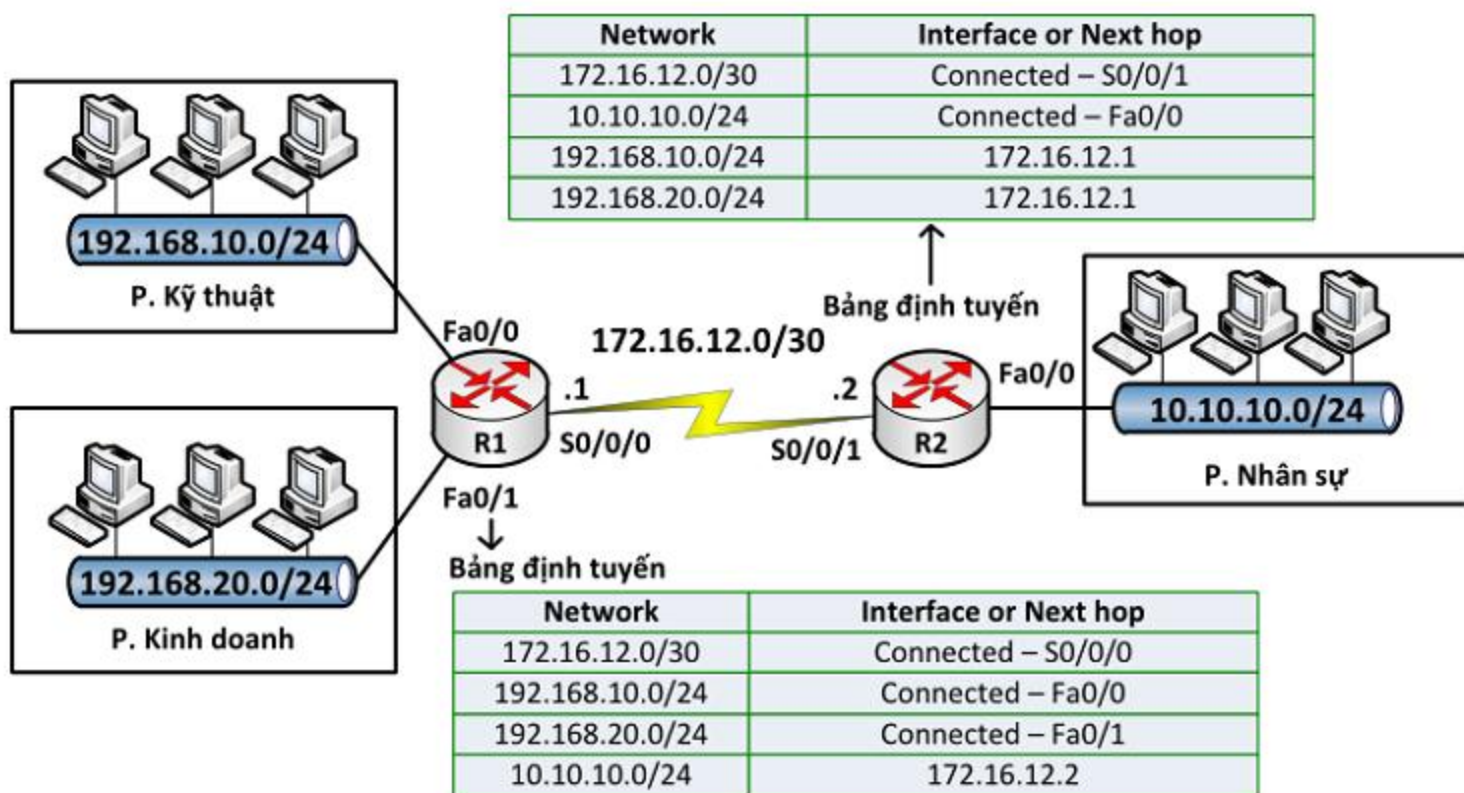 Network Interface or Next hop
172.16.12.0/30 Connected – S0/0/1
10.10.10.0/24 Connected – Fa0/0
192.168.10.0/24 172.16.12.1
192.168.20.0/24 172.16.12.1
192.168.10.0/24
P. Kỹ thuật
Bảng định tuyến
Fa0/0
172.16.12.0/30
Fa0/0
.1
.2
10.10.10.0/24
R1
S0/0/0
S0/0/1
R2
P. Nhân sự
Fa0/1
192.168.20.0/24
P. Kinh doanh
Bảng định tuyến
Network Interface or Next hop
172.16.12.0/30 Connected – S0/0/0
192.168.10.0/24 Connected – Fa0/0
192.168.20.0/24 Connected – Fa0/1
10.10.10.0/24 172.16.12.2